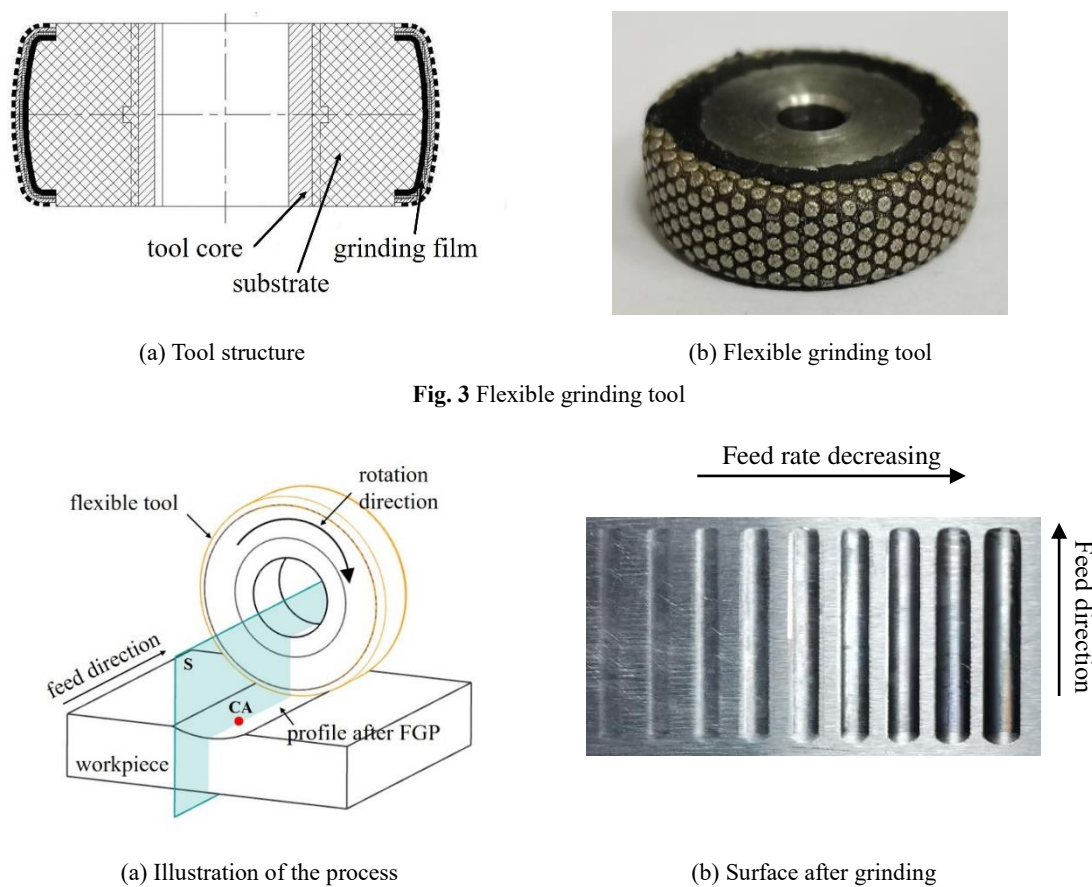 tool core
grinding film
substrate
(a) Tool structure
(b) Flexible grinding tool
Fig. 3 Flexible grinding tool
flexible tool
rotation
direction
feed direction
S
CA
profile after FGP
workpiece
Feed rate decreasing
Feed direction
(a) Illustration of the process
(b) Surface after grinding